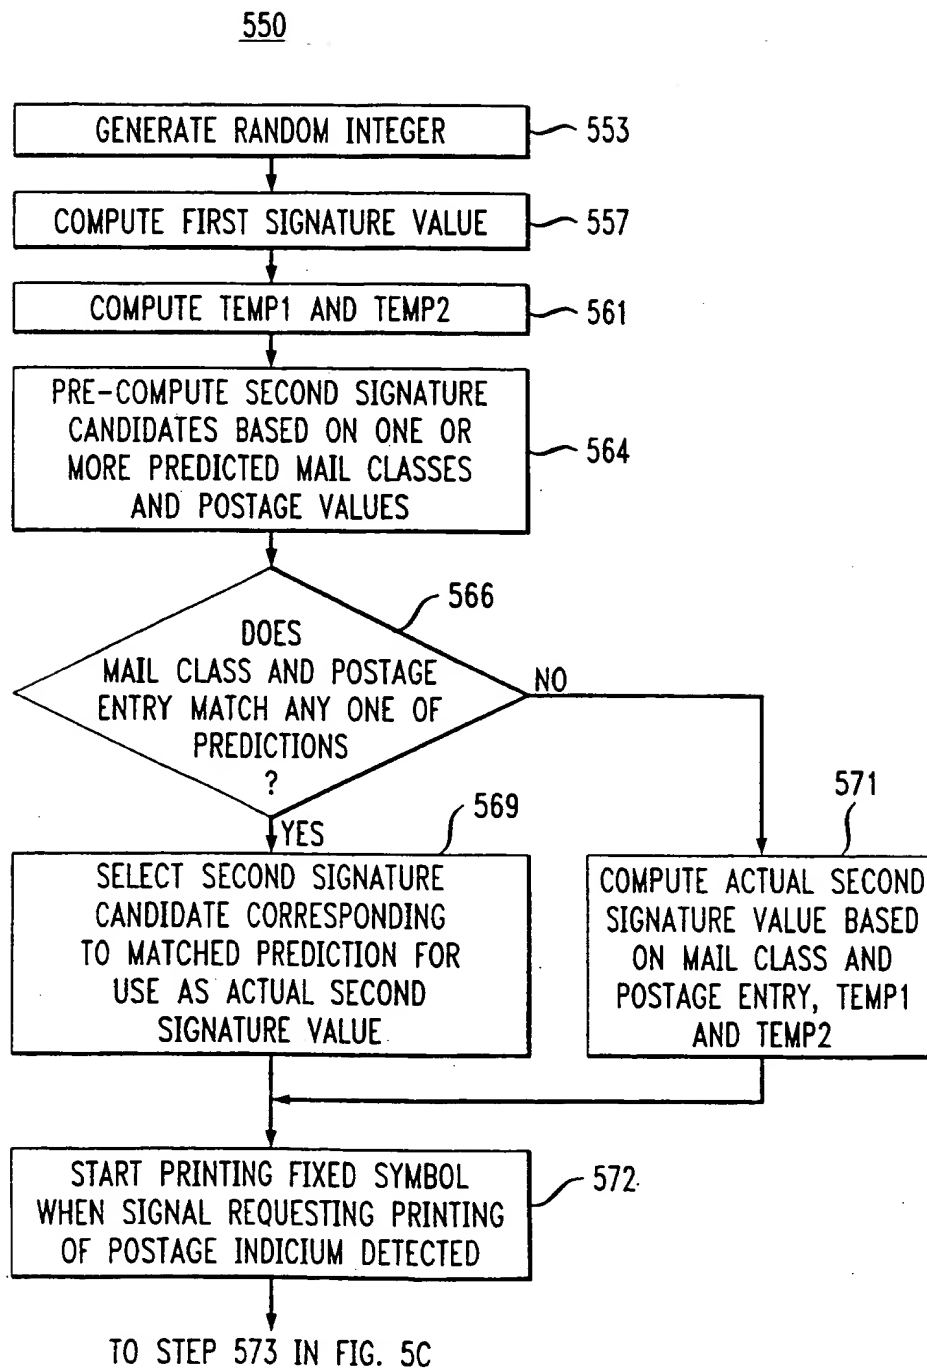 550
GENERATE RANDOM INTEGER
553
COMPUTE FIRST SIGNATURE VALUE
557
COMPUTE TEMP1 AND TEMP2
561
PRE-COMPUTE SECOND SIGNATURE
CANDIDATES BASED ON ONE OR
MORE PREDICTED MAIL CLASSES
AND POSTAGE VALUES
564
566
DOES
MAIL CLASS AND POSTAGE
ENTRY MATCH ANY ONE OF
PREDICTIONS
?
NO
YES
569
SELECT SECOND SIGNATURE
CANDIDATE CORRESPONDING
TO MATCHED PREDICTION FOR
USE AS ACTUAL SECOND
SIGNATURE VALUE
571
COMPUTE ACTUAL SECOND
SIGNATURE VALUE BASED
ON MAIL CLASS AND
POSTAGE ENTRY, TEMP1
AND TEMP2
START PRINTING FIXED SYMBOL
WHEN SIGNAL REQUESTING PRINTING
OF POSTAGE INDICIUM DETECTED
572
TO STEP 573 IN FIG. 5C